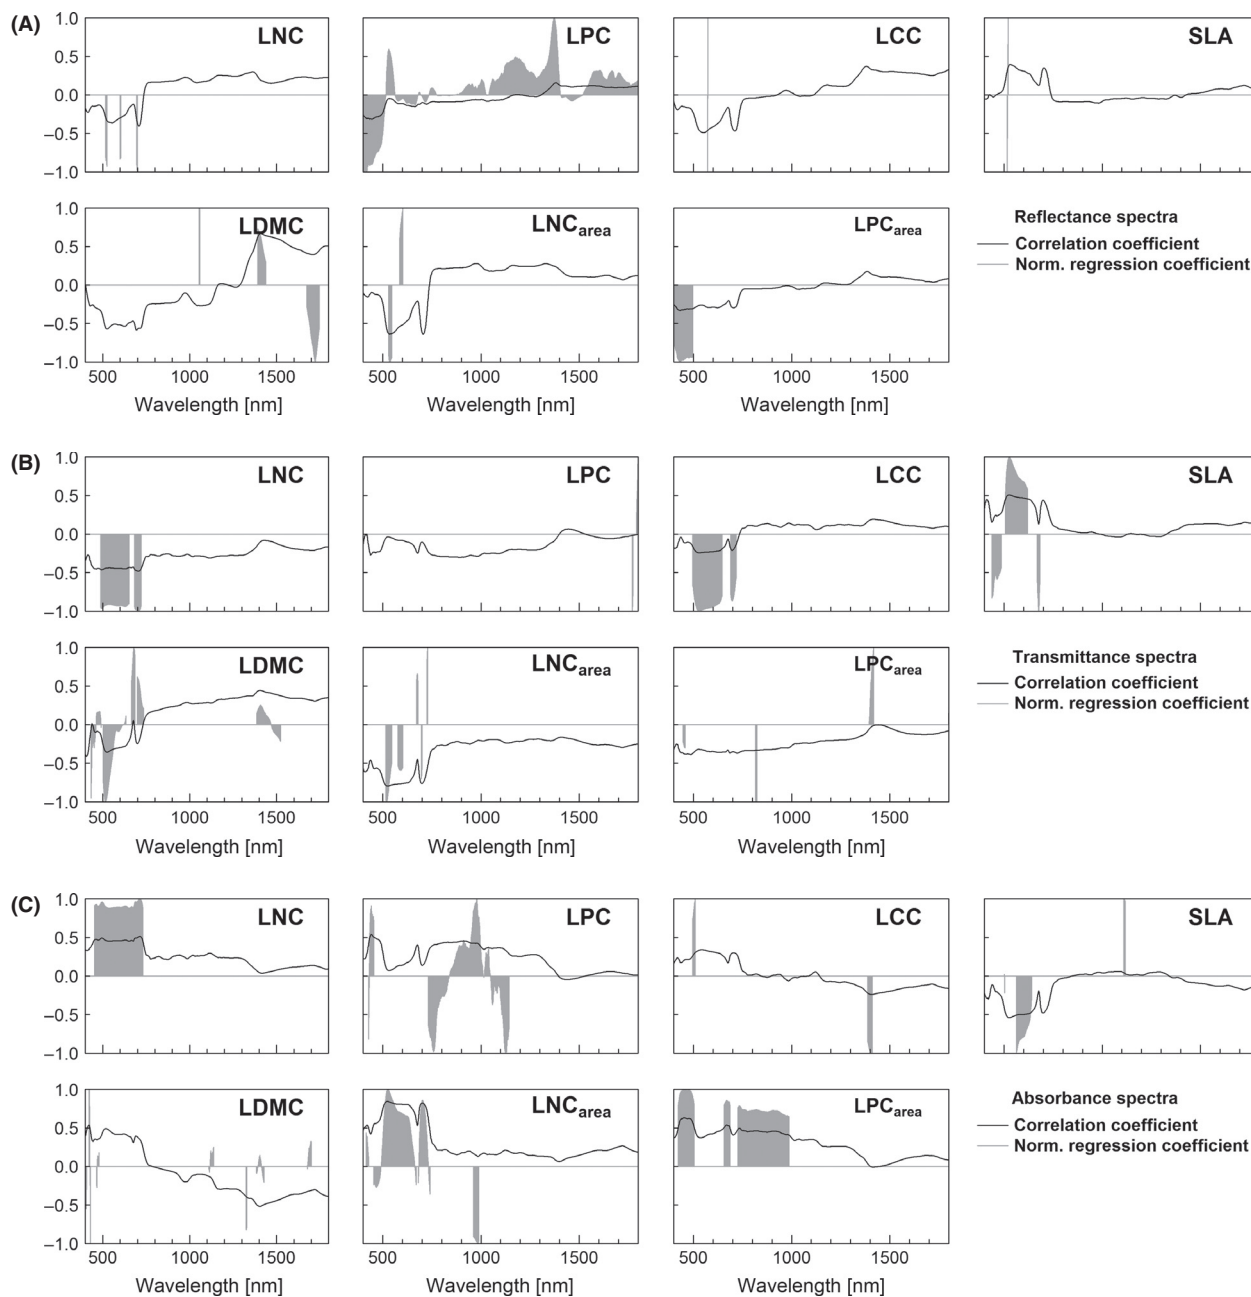 (A)
LNC
LPC
LCC
SLA
1.0
0.5
0.0
−0.5
−1.0
LDMC
LNCarea
LPCarea
1.0
0.5
0.0
−0.5
−1.0
500 1000 1500
500 1000 1500
500 1000 1500
Wavelength [nm]
Wavelength [nm]
Wavelength [nm]
Reflectance spectra
Correlation coefficient
Norm. regression coefficient
(B)
LNC
LPC
LCC
SLA
1.0
0.5
0.0
−0.5
−1.0
LDMC
LNCarea
LPCarea
1.0
0.5
0.0
−0.5
−1.0
500 1000 1500
500 1000 1500
500 1000 1500
Wavelength [nm]
Wavelength [nm]
Wavelength [nm]
Transmittance spectra
Correlation coefficient
Norm. regression coefficient
(C)
LNC
LPC
LCC
SLA
1.0
0.5
0.0
−0.5
−1.0
LDMC
LNCarea
LPCarea
1.0
0.5
0.0
−0.5
−1.0
500 1000 1500
500 1000 1500
500 1000 1500
Wavelength [nm]
Wavelength [nm]
Wavelength [nm]
Absorbance spectra
Correlation coefficient
Norm. regression coefficient